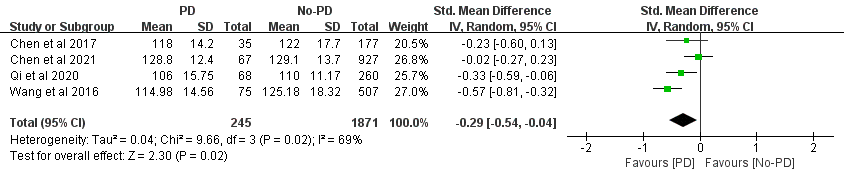 PD No-PD Std. Mean Difference Std. Mean Difference
Study or Subgroup Mean SD Total Mean SD Total Weight IV, Random, 95% CI IV, Random, 95% CI
Chen et al 2017 118 14.2 35 122 17.7 177 20.5% -0.23 [-0.60, 0.13]
Chen et al 2021 128.8 12.4 67 129.1 13.7 927 26.8% -0.02 [-0.27, 0.23]
Qi et al 2020 106 15.75 68 110 11.17 260 25.7% -0.33 [-0.59, -0.06]
Wang et al 2016 114.98 14.56 75 125.18 18.32 507 27.0% -0.57 [-0.81, -0.32]
Total (95% CI) 245 1871 100.0% -0.29 [-0.54, -0.04]
Heterogeneity: Tau² = 0.04; Chi² = 9.66, df = 3 (P = 0.02); I² = 69%
Test for overall effect: Z = 2.30 (P = 0.02)
-2 -1 0 1 2
Favours [PD] Favours [No-PD]